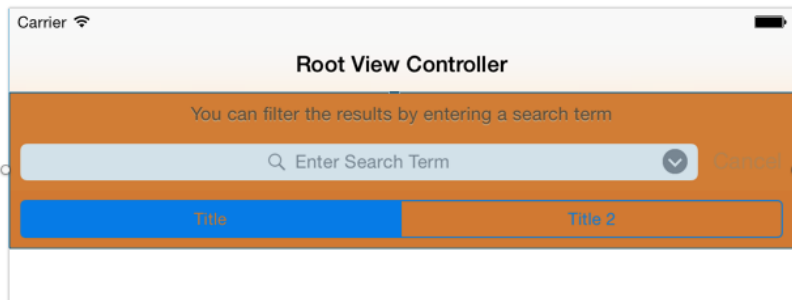 Carrier
Root View Controller
You can filter the results by entering a search term
Enter Search Term
Cancel
Title Title 2